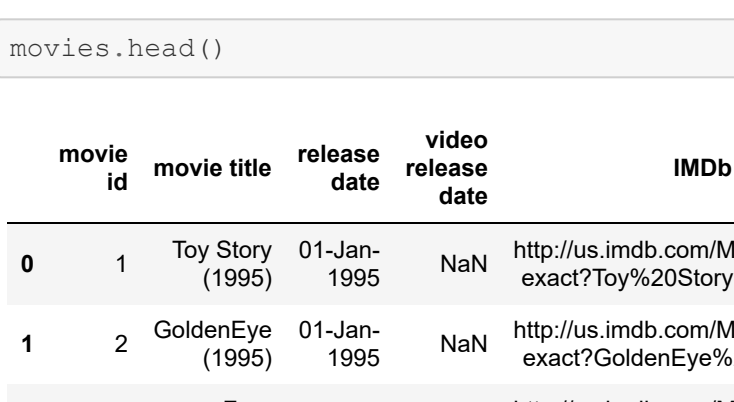 movies.head()
movie id movie title release date video release date IMDb
0 1 Toy Story (1995) 01-Jan-1995 NaN http://us.imdb.com/M exact?Toy%20Story
1 2 GoldenEye (1995) 01-Jan-1995 NaN http://us.imdb.com/M exact?GoldenEye%